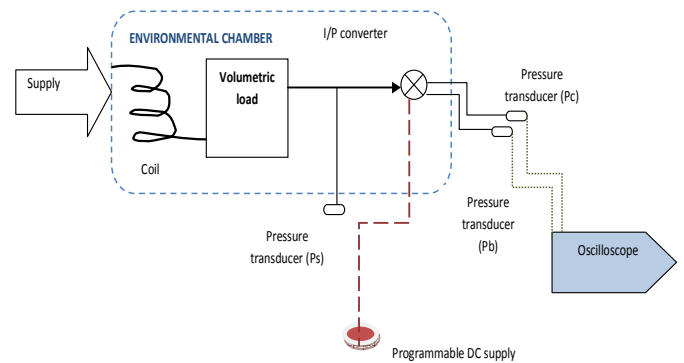 I/P converter
ENVIRONMENTAL CHAMBER
Supply
Volumetric
load
Pressure
transducer (Pc)
Coil
Pressure
transducer (Ps)
Pressure
transducer
(Pb)
Oscilloscope
Programmable DC supply